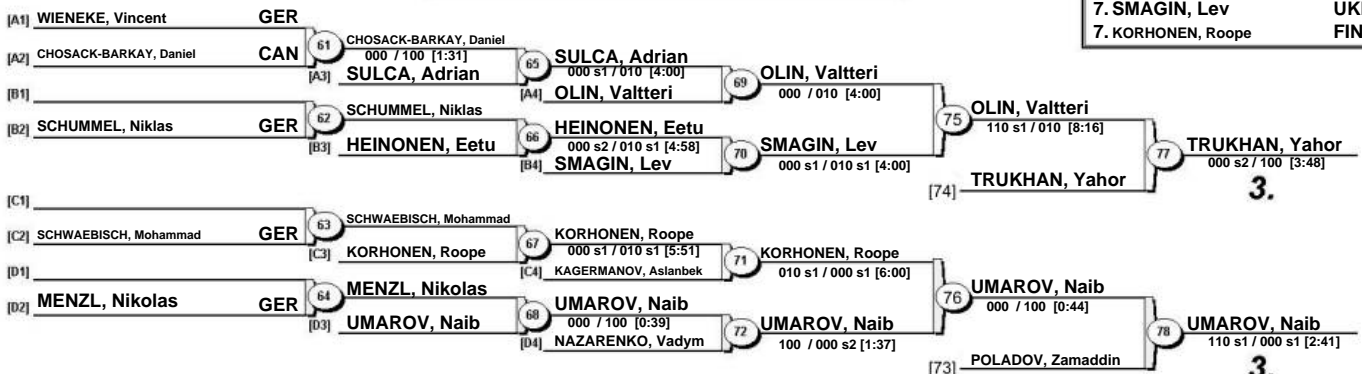 7. SMAGIN, Lev
7. KORHONEN, Roope FIN
[A1] WIENEKE, Vincent GER
[A2] CHOSACK-BARKAY, Daniel CAN
61 CHOSACK-BARKAY, Daniel
000 / 100 [1:31]
[A3] SULCA, Adrian
65 SULCA, Adrian
000 s1 / 010 [4:00]
[A4] OLIN, Valtteri
69 OLIN, Valtteri
000 / 010 [4:00]
[B1]
[B2] SCHUMMEL, Niklas GER
62 SCHUMMEL, Niklas
[B3] HEINONEN, Eetu
66 HEINONEN, Eetu
000 s2 / 010 s1 [4:58]
[B4] SMAGIN, Lev
70 SMAGIN, Lev
000 s1 / 010 s1 [4:00]
75 OLIN, Valtteri
110 s1 / 010 [8:16]
[74] TRUKHAN, Yahor
77 TRUKHAN, Yahor
000 s2 / 100 [3:48]
3.
[C1]
[C2] SCHWAEBISCH, Mohammad GER
63 SCHWAEBISCH, Mohammad
[C3] KORHONEN, Roope
67 KORHONEN, Roope
000 s1 / 010 s1 [5:51]
[C4] KAGERMANOV, Aslanbek
71 KORHONEN, Roope
010 s1 / 000 s1 [6:00]
[D1]
[D2] MENZL, Nikolas GER
64 MENZL, Nikolas
[D3] UMAROV, Naib
68 UMAROV, Naib
000 / 100 [0:39]
[D4] NAZARENKO, Vadym
72 UMAROV, Naib
100 / 000 s2 [1:37]
76 UMAROV, Naib
000 / 100 [0:44]
[73] POLADOV, Zamaddin
78 UMAROV, Naib
110 s1 / 000 s1 [2:41]
3.